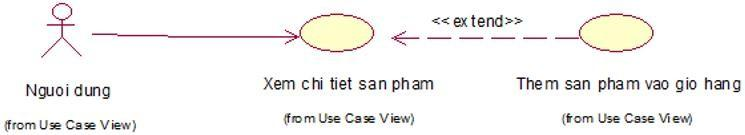 <<extend>>
Nguoi dung
Xem chi tiet san pham
Them san pham vao gio hang
(from Use Case View)
(from Use Case View)
(from Use Case View)